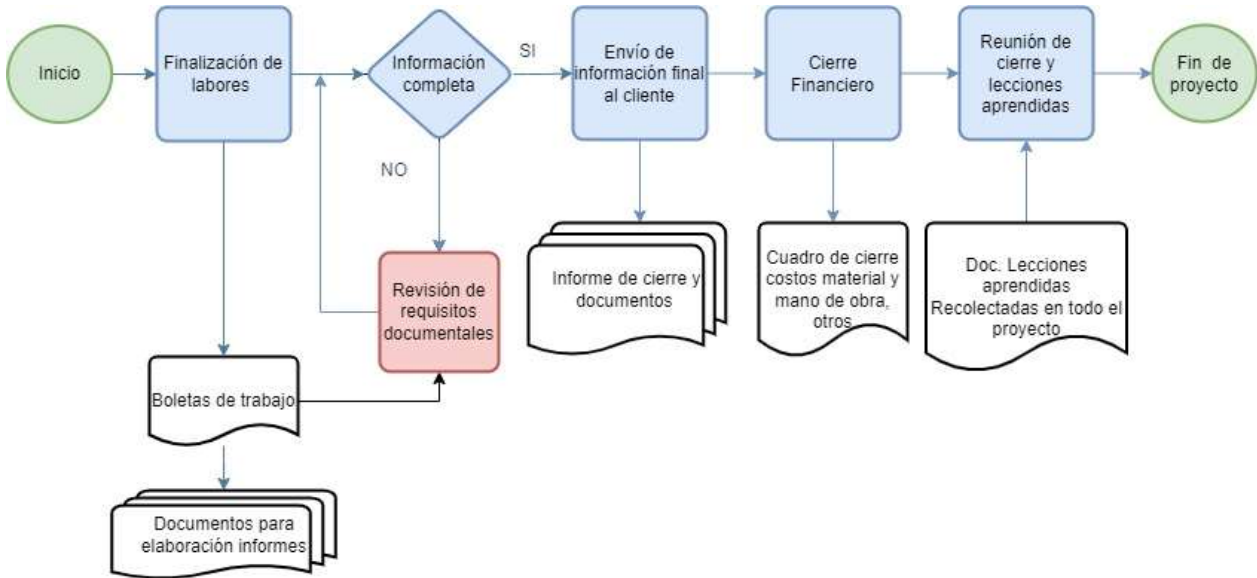 Inicio
Finalización de
labores
Información
completa
SI
NO
Envío de
información final
al cliente
Cierre
Financiero
Reunión de
cierre y
lecciones
aprendidas
Fin de
proyecto
Revisión de
requisitos
documentales
Informe de cierre y
documentos
Cuadro de cierre
costos material y
mano de obra,
otros
Doc. Lecciones
aprendidas
Recolectadas en todo el
proyecto
Boletas de trabajo
Documentos para
elaboración informes